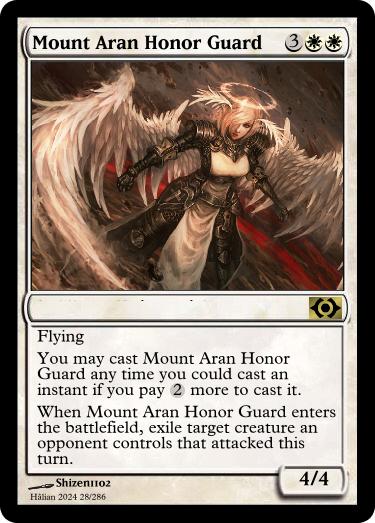 Mount Aran Honor Guard 3
Flying
You may cast Mount Aran Honor
Guard any time you could cast an
instant if you pay 2 more to cast it.
When Mount Aran Honor Guard enters
the battlefield, exile target creature an
opponent controls that attacked this
turn.
Shizen1102
4/4
Hălian 2024 28/286